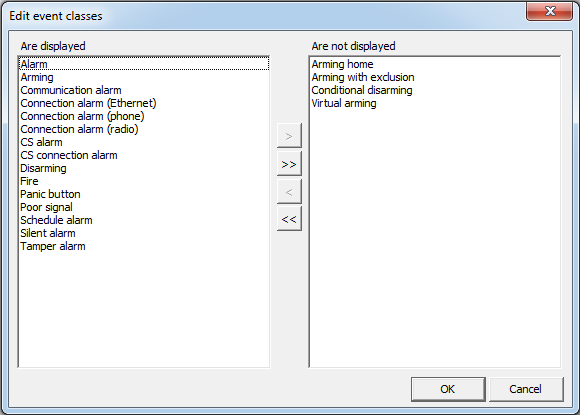 Edit event classes
Are displayed
Alarm
Arming
Communication alarm
Connection alarm (Ethernet)
Connection alarm (phone)
Connection alarm (radio)
CS alarm
CS connection alarm
Disarming
Fire
Panic button
Poor signal
Schedule alarm
Silent alarm
Tamper alarm
>
>>
<
<<
Are not displayed
Arming home
Arming with exclusion
Conditional disarming
Virtual arming
OK
Cancel